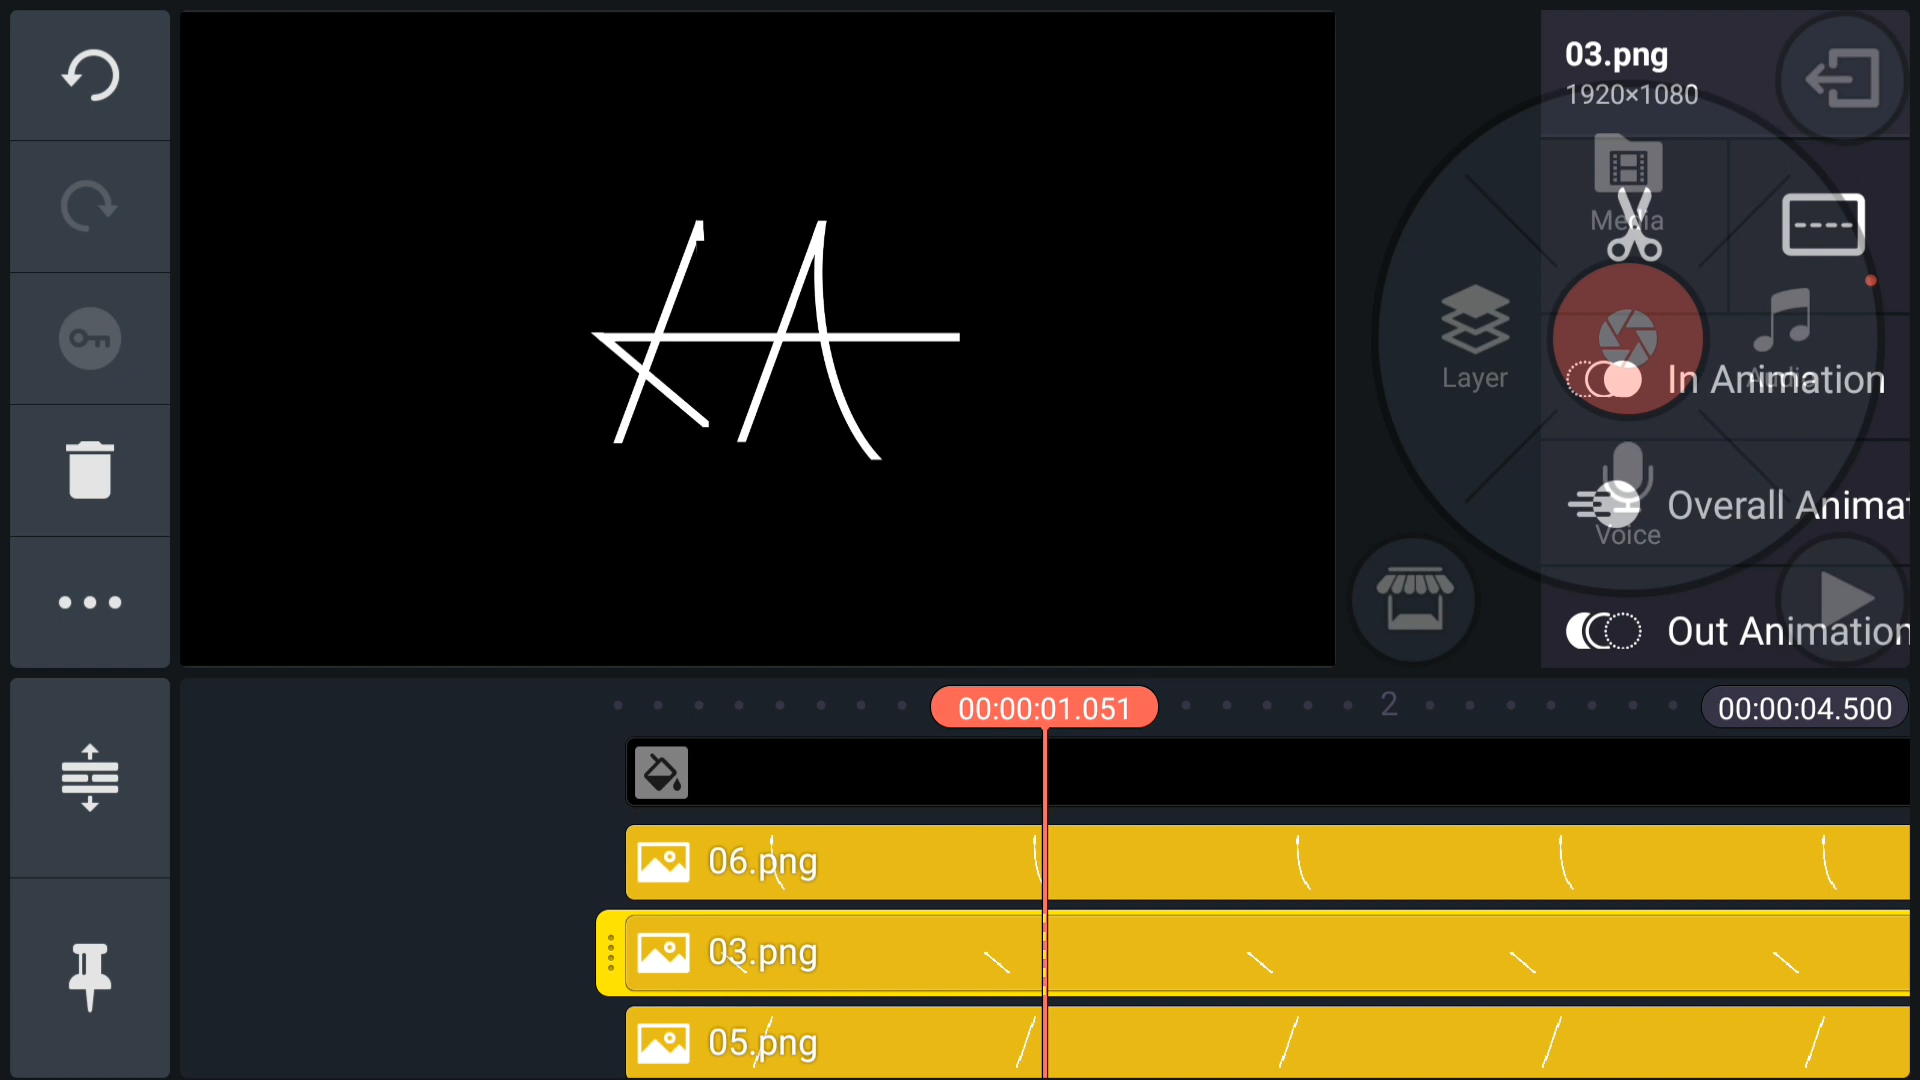 03.png
1920×1080
Media
Layer
Audio
In Animation
Overall Animat
Voice
Out Animation
00:00:01.051
2
00:00:04.500
06.png
03.png
05.png